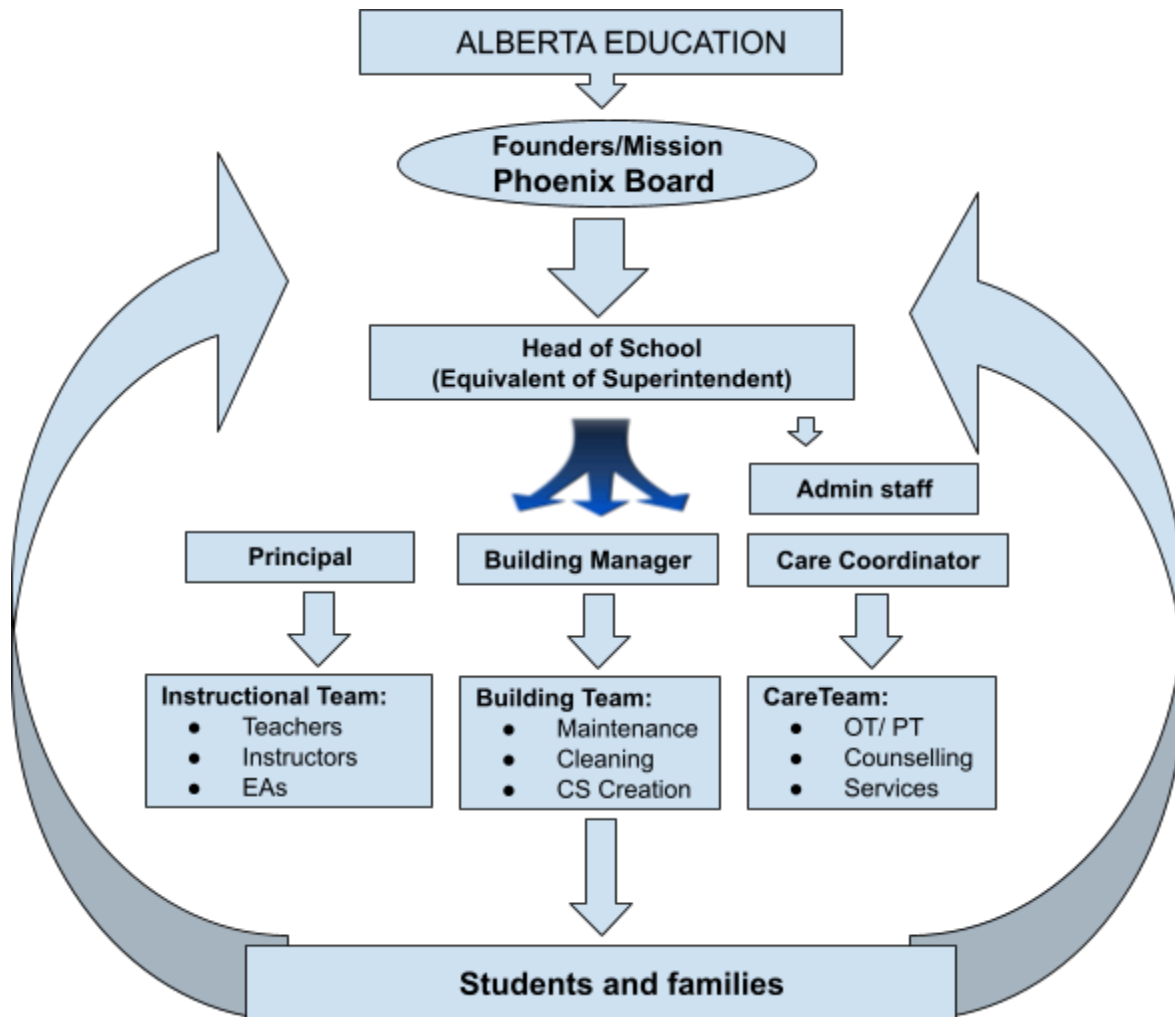 ALBERTA EDUCATION
Founders/Mission
Phoenix Board
Head of School
(Equivalent of Superintendent)
Admin staff
Principal
Building Manager
Care Coordinator
Instructional Team:
● Teachers
● Instructors
● EAs
Building Team:
● Maintenance
● Cleaning
● CS Creation
CareTeam:
● OT/ PT
● Counselling
● Services
Students and families